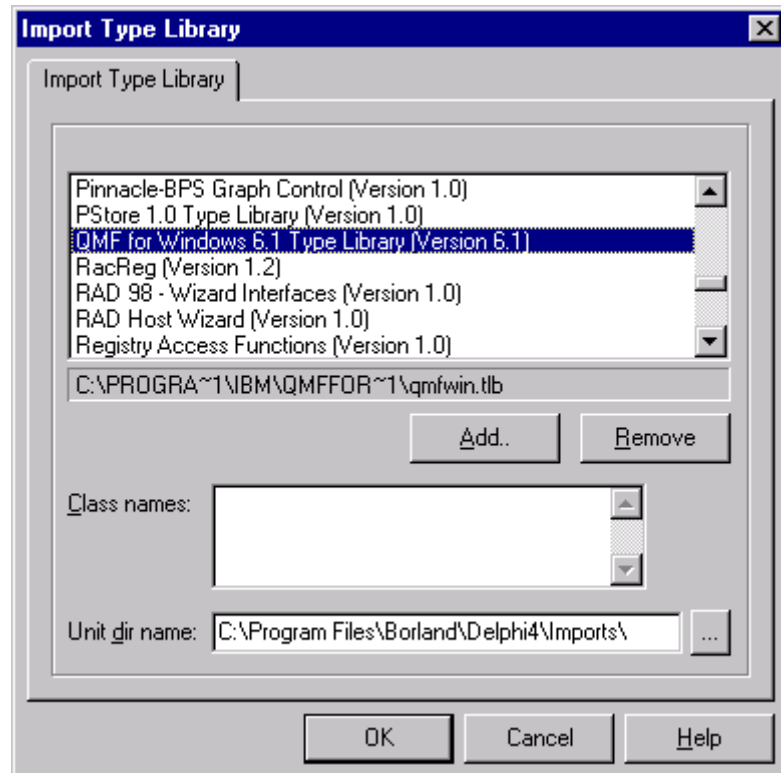 Import Type Library
Import Type Library
Pinnacle-BPS Graph Control (Version 1.0)
PStore 1.0 Type Library (Version 1.0)
QMF for Windows 6.1 Type Library (Version 6.1)
RacReg (Version 1.2)
RAD 98 - Wizard Interfaces (Version 1.0)
RAD Host Wizard (Version 1.0)
Registry Access Functions (Version 1.0)
C:\PROGRA~1\IBM\QMFFOR~1\qmfwin.tlb
Add.. Remove
Class names:
Unit dir name: C:\Program Files\Borland\Delphi4\Imports\ ...
OK Cancel Help